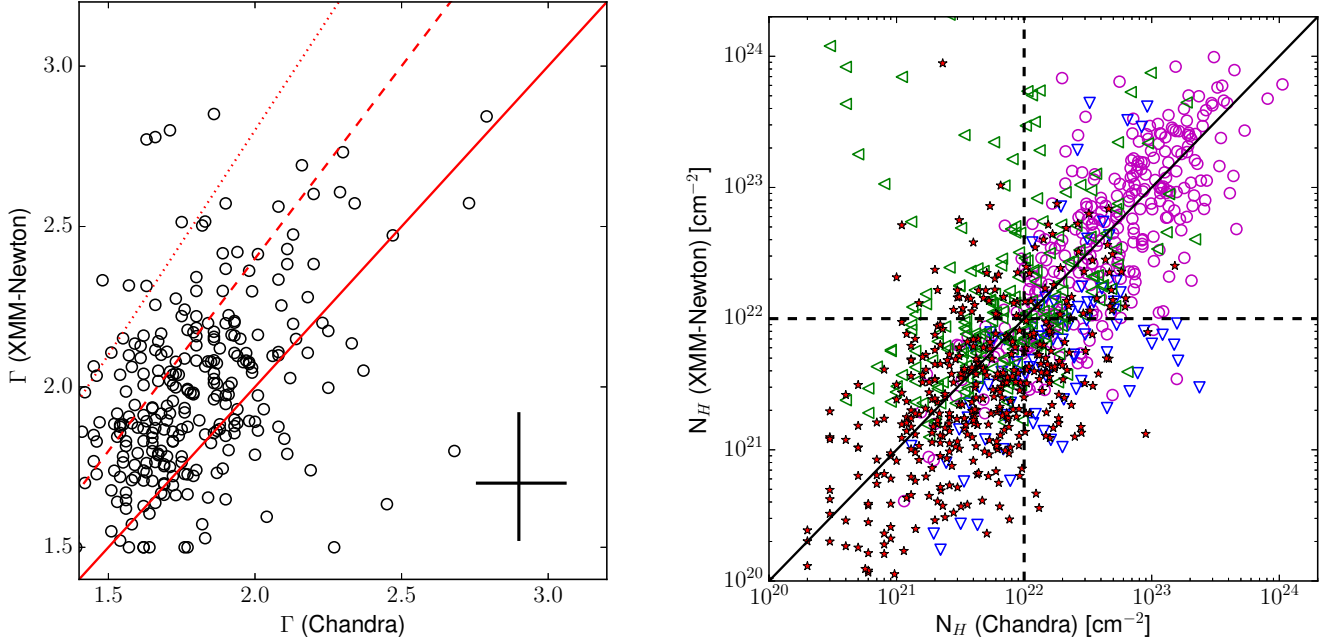 3.0
2.5
2.0
1.5
Γ (XMM-Newton)
1.5 2.0 2.5 3.0
Γ (Chandra)
10^24
10^23
10^22
10^21
10^20
N_H (XMM-Newton) [cm^−2]
10^20 10^21 10^22 10^23 10^24
N_H (Chandra) [cm^−2]